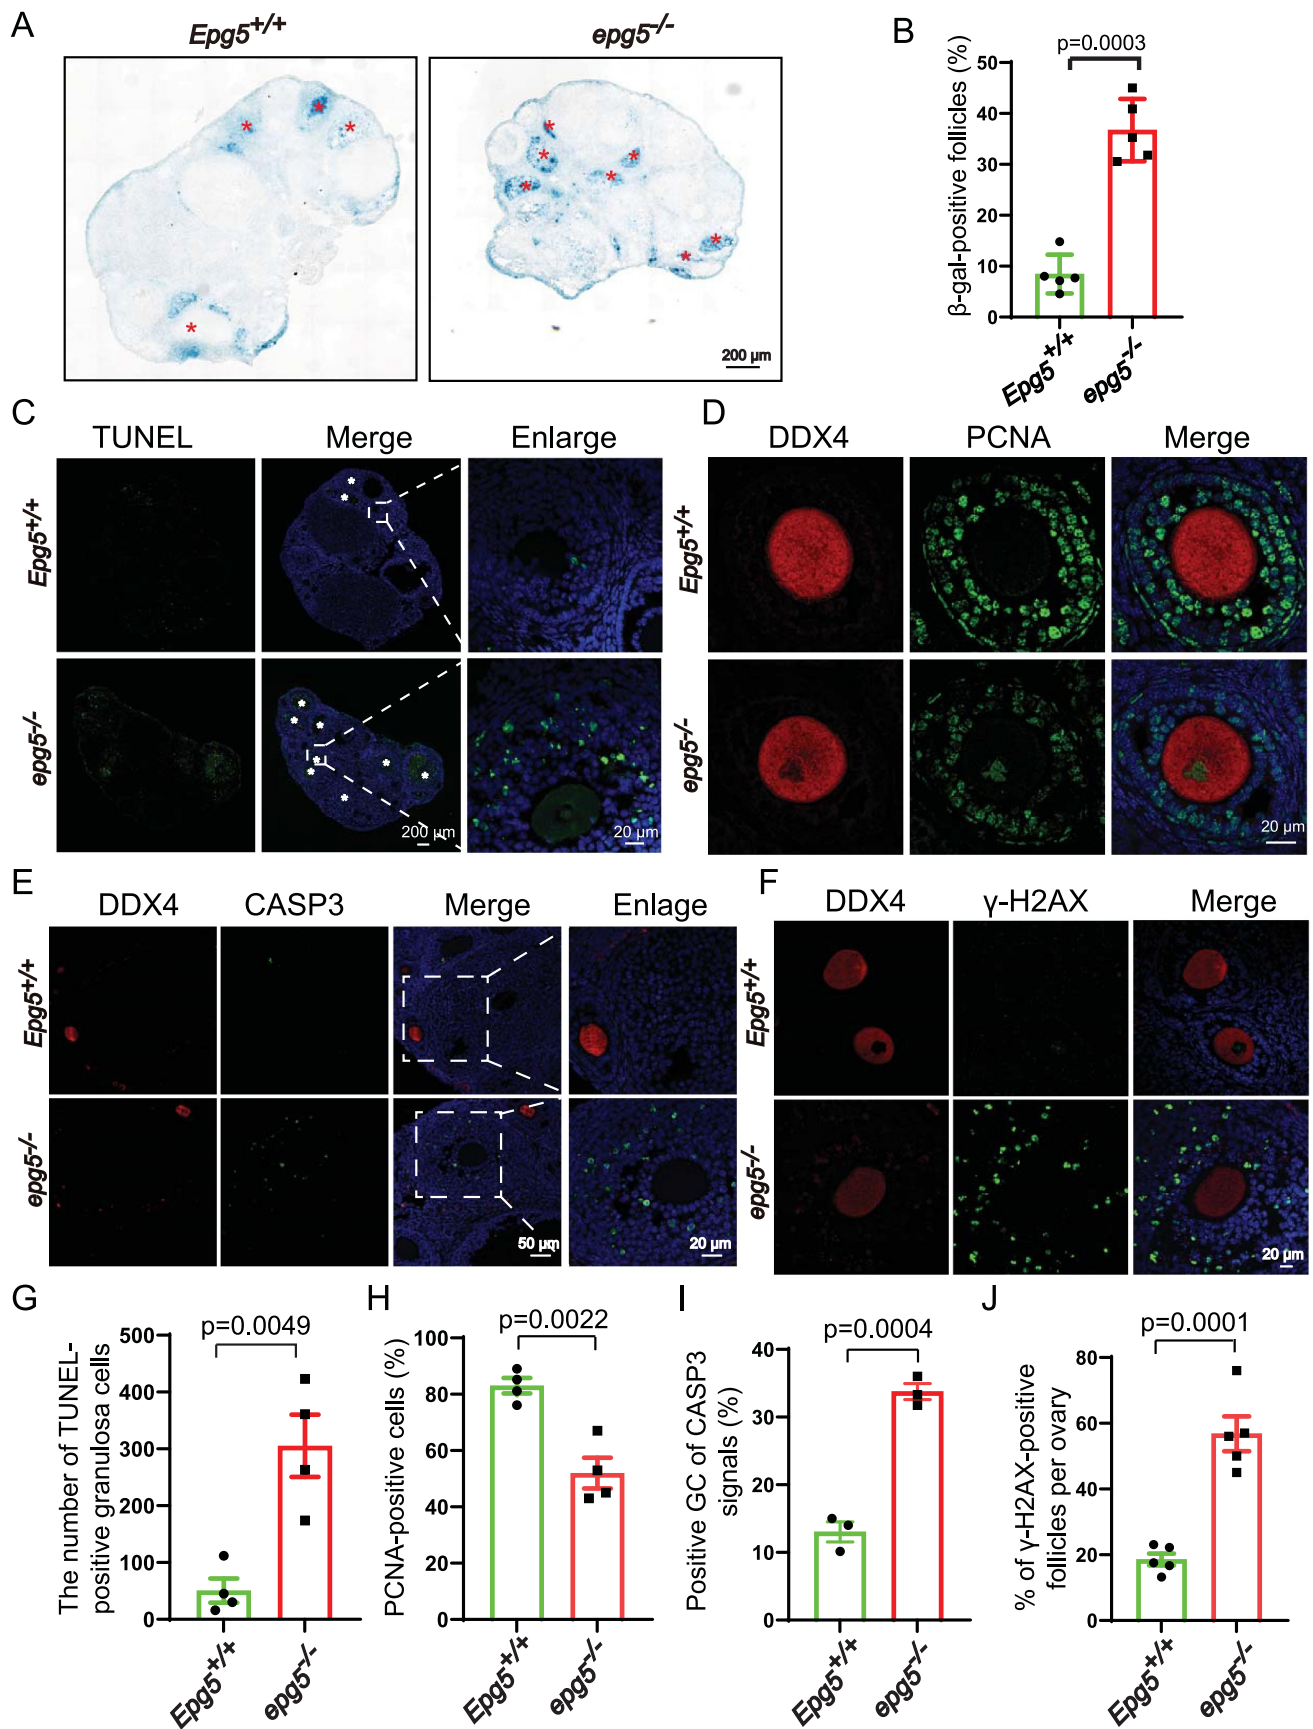 A
Epg5+/+
epg5-/-
200 µm
B
p=0.0003
β-gal-positive follicles (%)
50
40
30
20
10
0
Epg5+/+
epg5-/-
C
TUNEL
Merge
Enlarge
Epg5+/+
epg5-/-
200 µm
20 µm
D
DDX4
PCNA
Merge
Epg5+/+
epg5-/-
20 µm
E
DDX4
CASP3
Merge
Enlage
Epg5+/+
epg5-/-
50 µm
20 µm
F
DDX4
γ-H2AX
Merge
Epg5+/+
epg5-/-
20 µm
G
p=0.0049
The number of TUNEL-
positive granulosa cells
500
400
300
200
100
0
Epg5+/+
epg5-/-
H
p=0.0022
PCNA-positive cells (%)
100
80
60
40
20
0
Epg5+/+
epg5-/-
I
p=0.0004
Positive GC of CASP3
signals (%)
40
30
20
10
0
Epg5+/+
epg5-/-
J
p=0.0001
% of γ-H2AX-positive
follicles per ovary
80
60
40
20
0
Epg5+/+
epg5-/-